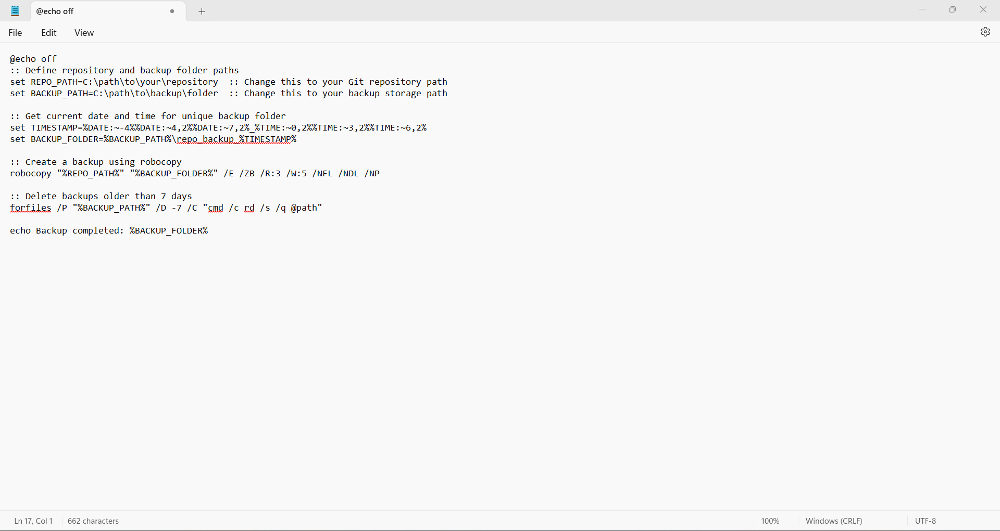 @echo off
File Edit View
@echo off
:: Define repository and backup folder paths
set REPO_PATH=C:\path\to\your\repository  :: Change this to your Git repository path
set BACKUP_PATH=C:\path\to\backup\folder  :: Change this to your backup storage path
:: Get current date and time for unique backup folder
set TIMESTAMP=%DATE:~-4%%DATE:~4,2%%DATE:~7,2%_%TIME:~0,2%%TIME:~3,2%%TIME:~6,2%
set BACKUP_FOLDER=%BACKUP_PATH%\repo_backup_%TIMESTAMP%
:: Create a backup using robocopy
robocopy "%REPO_PATH%" "%BACKUP_FOLDER%" /E /ZB /R:3 /W:5 /NFL /NDL /NP
:: Delete backups older than 7 days
forfiles /P "%BACKUP_PATH%" /D -7 /C "cmd /c rd /s /q @path"
echo Backup completed: %BACKUP_FOLDER%
Ln 17, Col 1 662 characters 100% Windows (CRLF) UTF-8